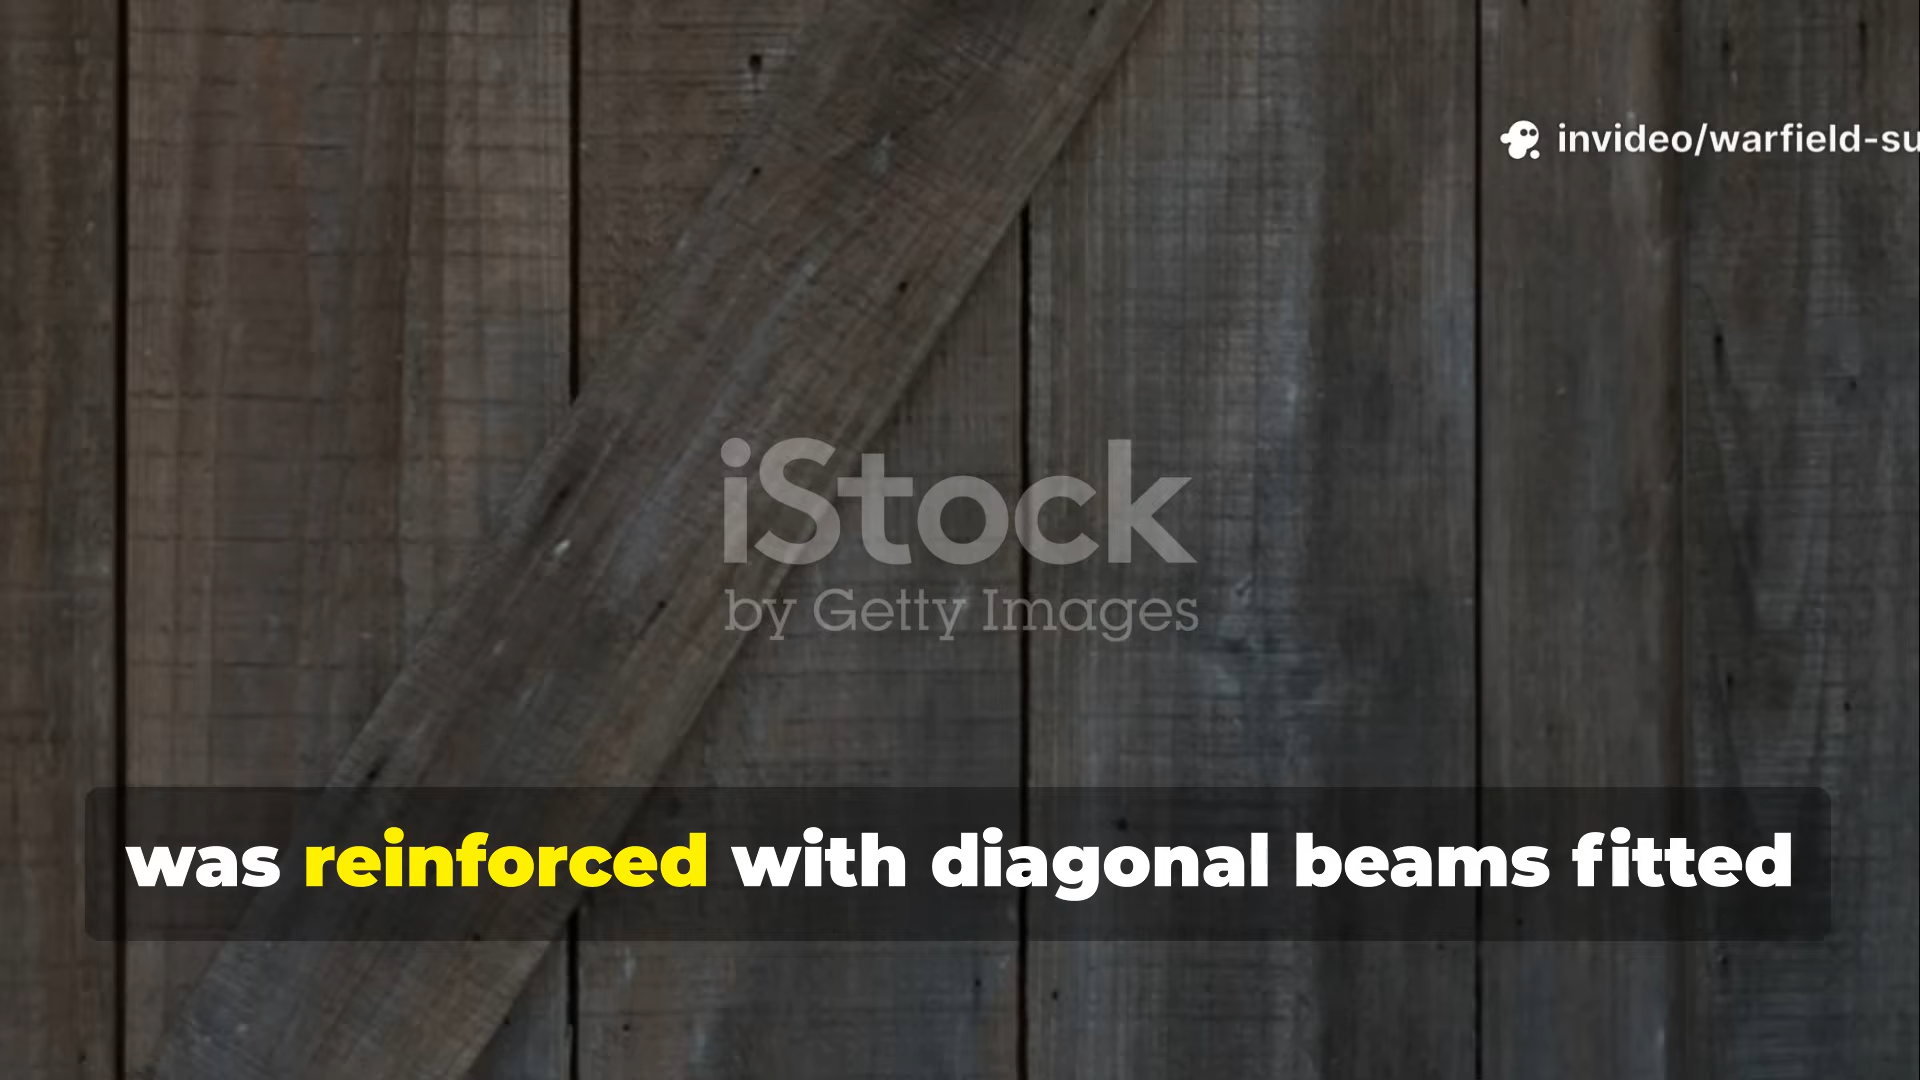 invideo/warfield-su
iStock
by Getty Images
was reinforced with diagonal beams fitted